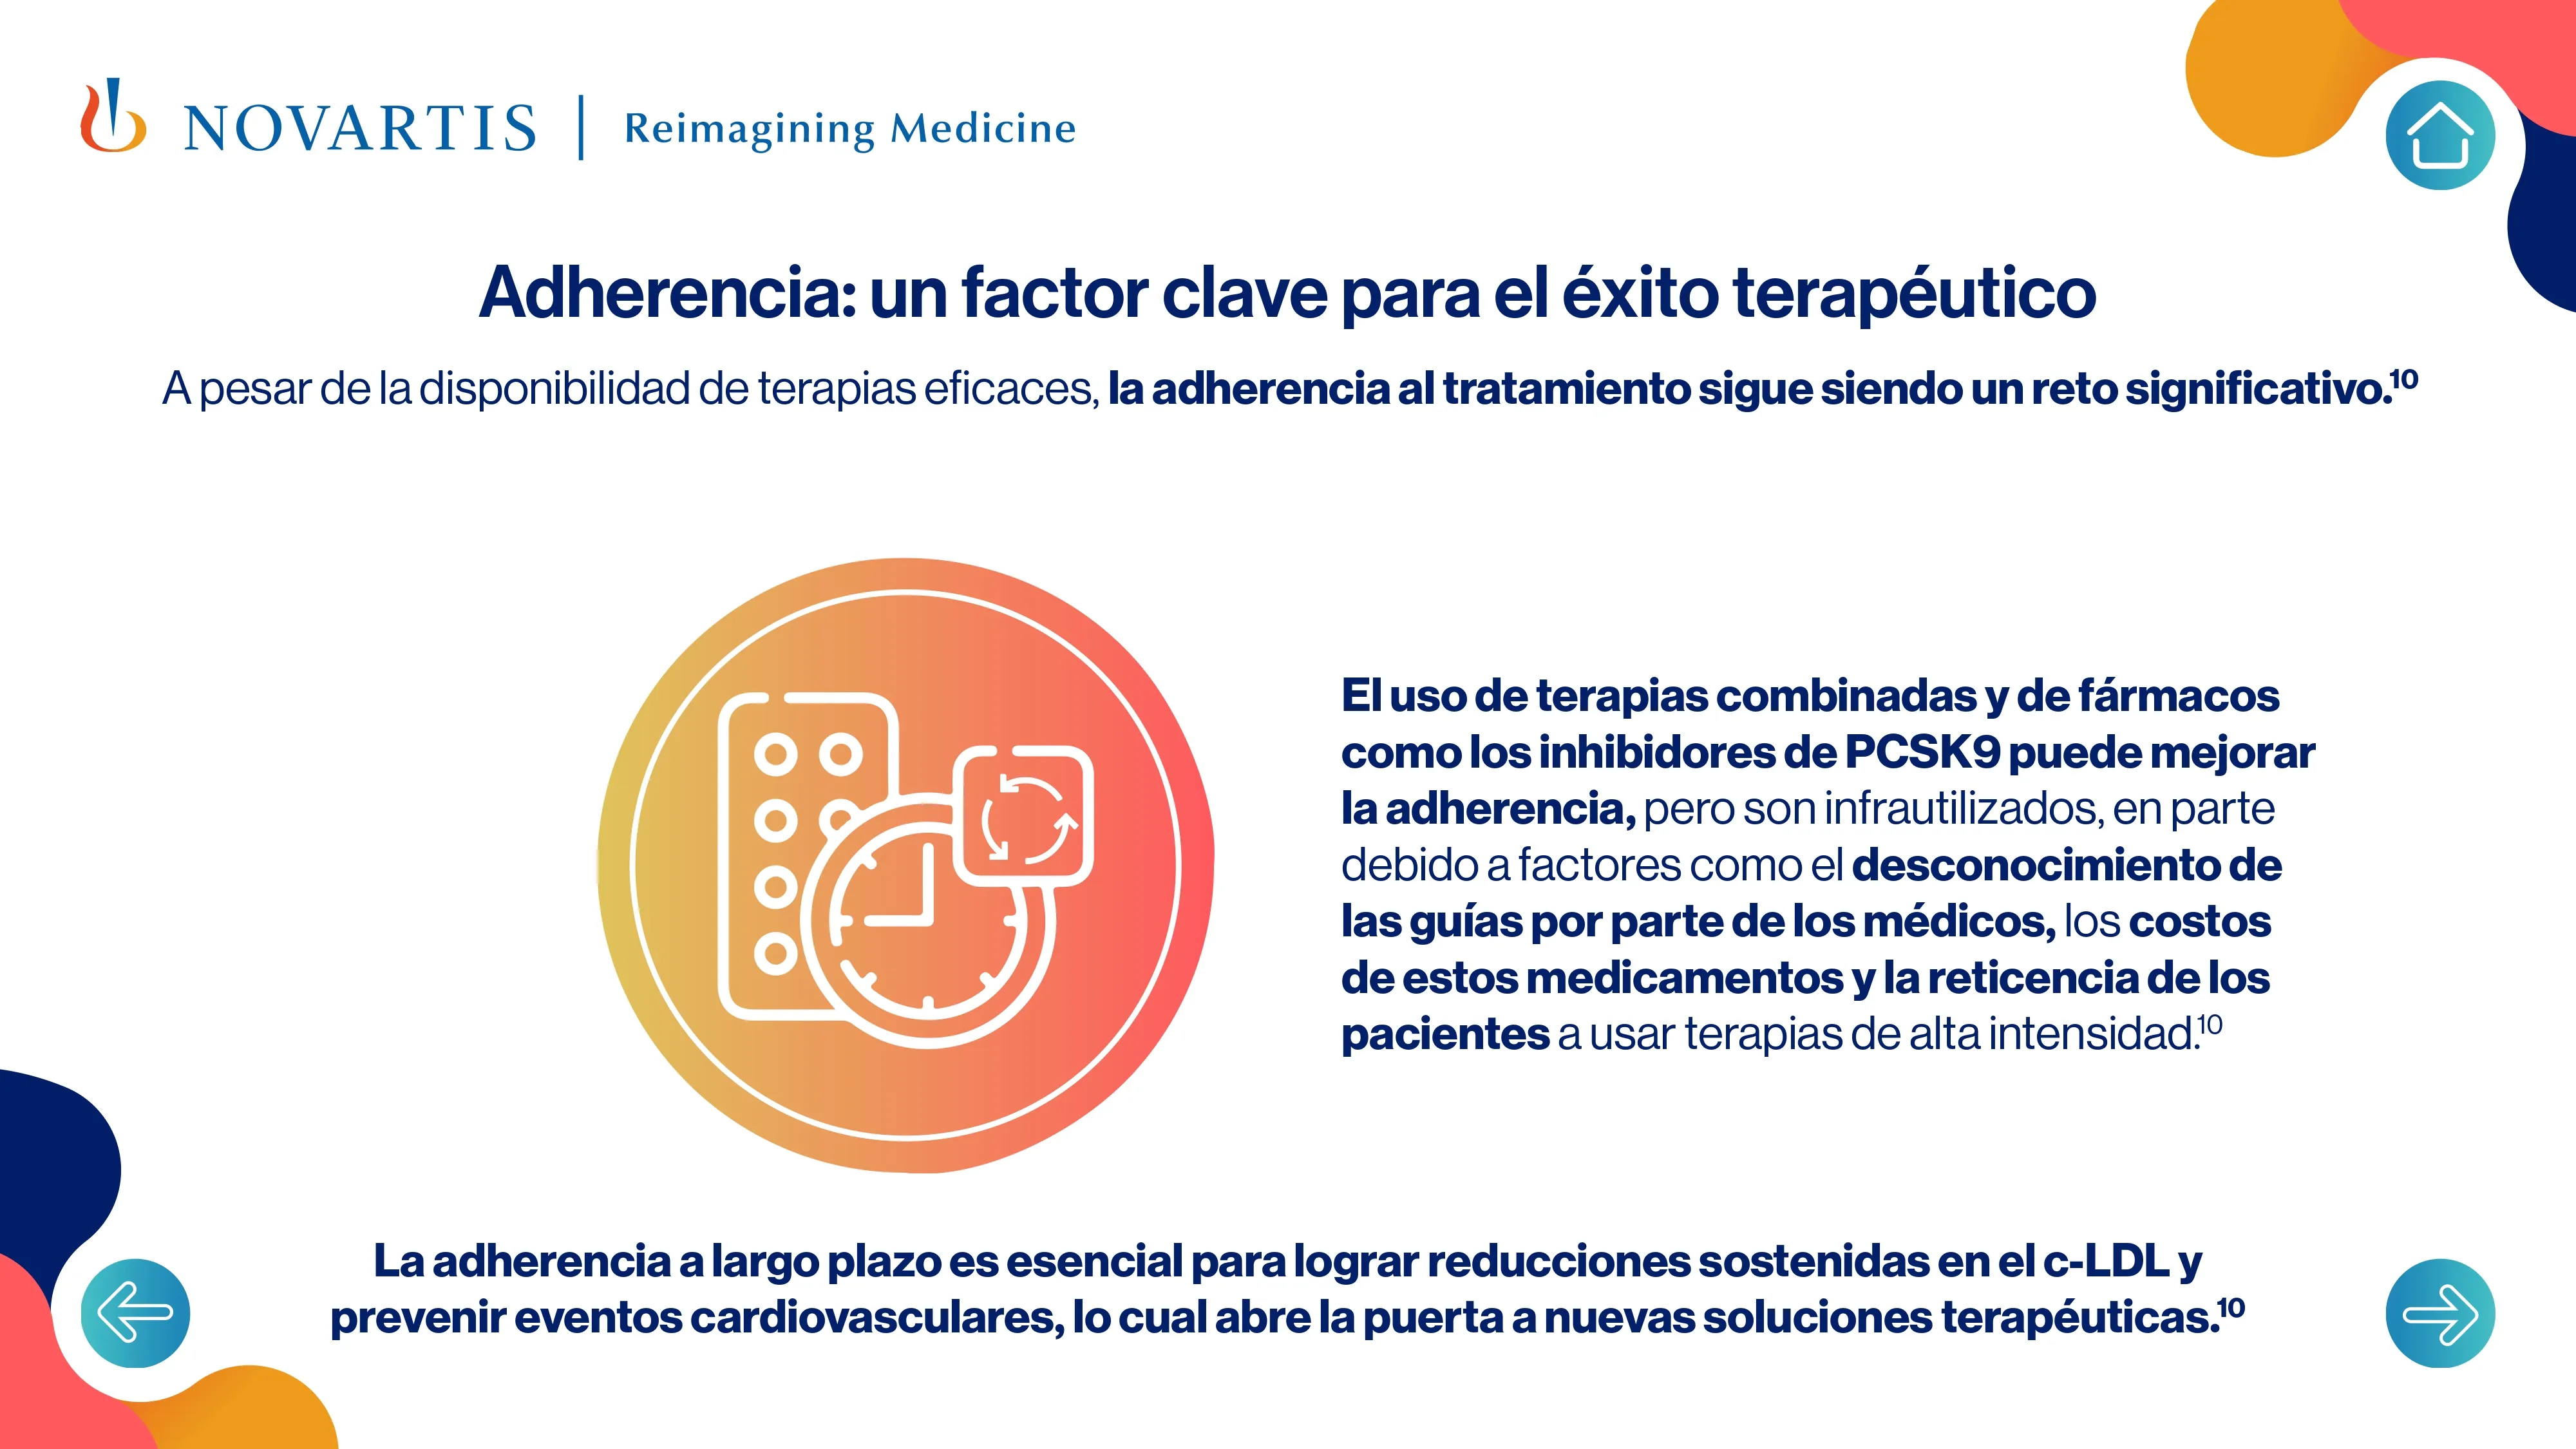 NOVARTIS | Reimagining Medicine
Adherencia: un factor clave para el éxito terapéutico
A pesar de la disponibilidad de terapias eficaces, la adherencia al tratamiento sigue siendo un reto significativo.¹⁰
El uso de terapias combinadas y de fármacos
como los inhibidores de PCSK9 puede mejorar
la adherencia, pero son infrautilizados, en parte
debido a factores como el desconocimiento de
las guías por parte de los médicos, los costos
de estos medicamentos y la reticencia de los
pacientes a usar terapias de alta intensidad.¹⁰
La adherencia a largo plazo es esencial para lograr reducciones sostenidas en el c-LDL y
prevenir eventos cardiovasculares, lo cual abre la puerta a nuevas soluciones terapéuticas.¹⁰